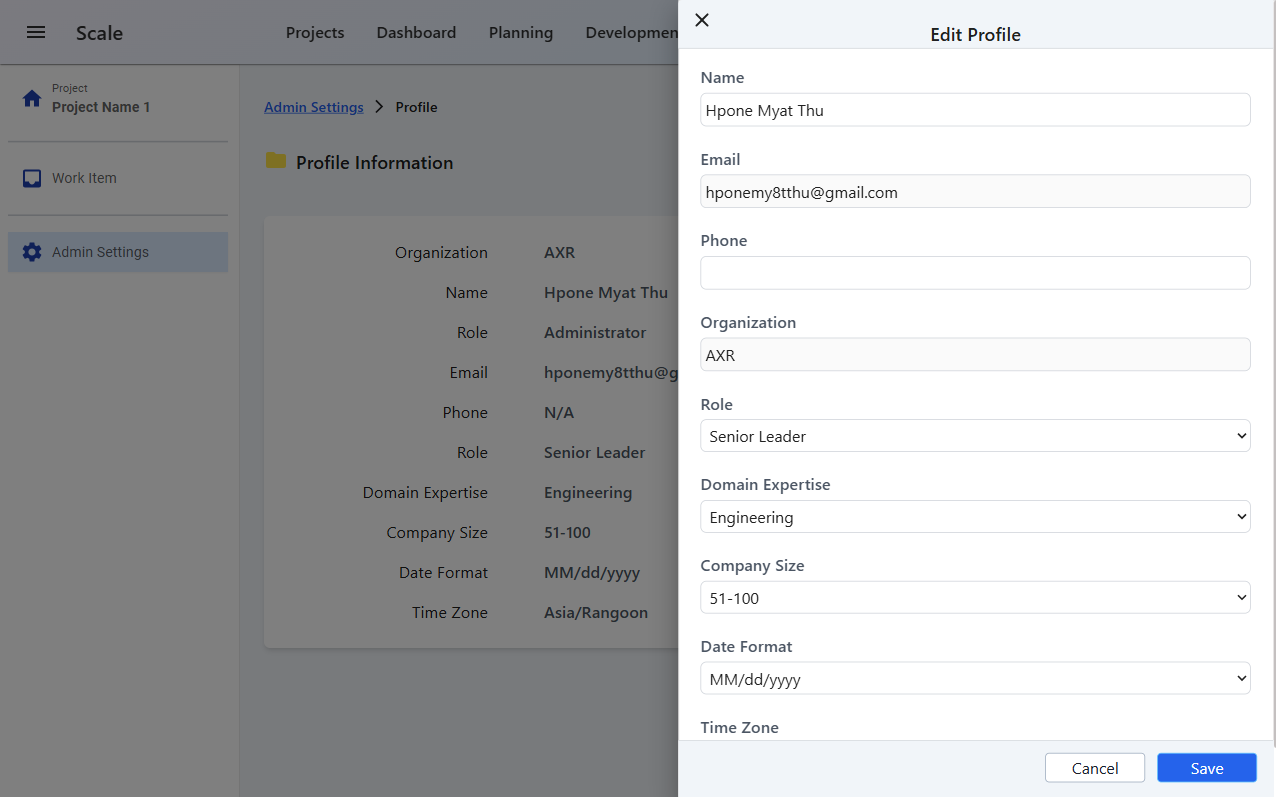 Scale
Projects Dashboard Planning Developmen
Project
Project Name 1
Work Item
Admin Settings
Admin Settings Profile
Profile Information
Organization AXR
Name Hpone Myat Thu
Role Administrator
Email hponemy8tthu@g
Phone N/A
Role Senior Leader
Domain Expertise Engineering
Company Size 51-100
Date Format MM/dd/yyyy
Time Zone Asia/Rangoon
Edit Profile
Name
Hpone Myat Thu
Email
hponemy8tthu@gmail.com
Phone
Organization
AXR
Role
Senior Leader
Domain Expertise
Engineering
Company Size
51-100
Date Format
MM/dd/yyyy
Time Zone
Cancel Save